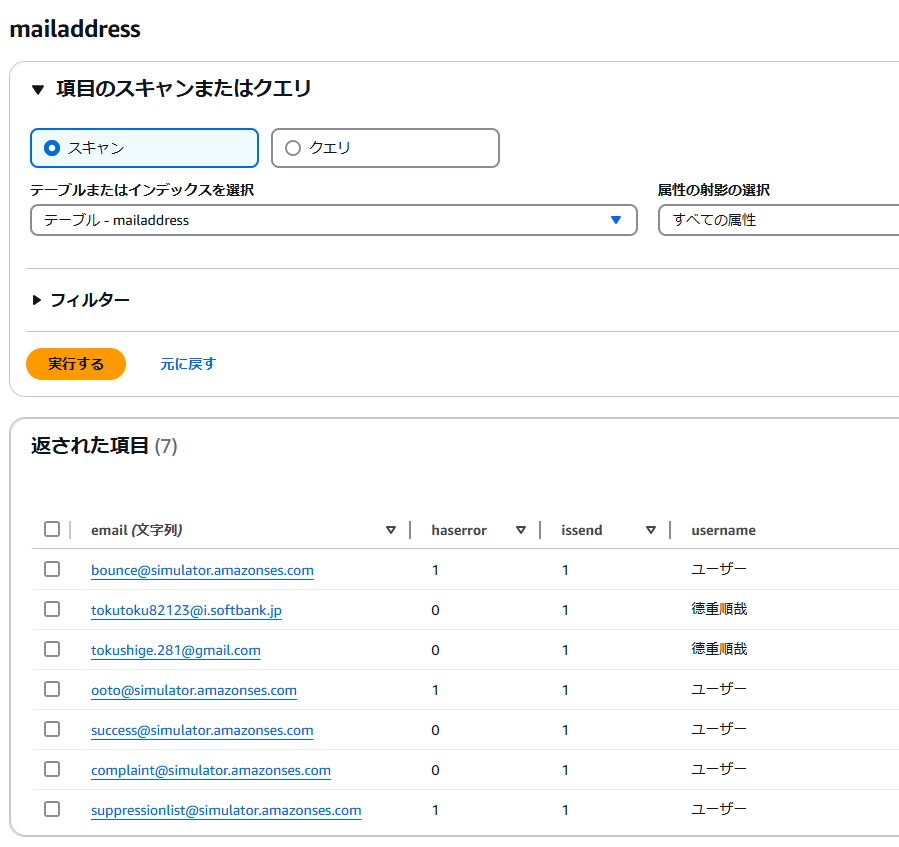 mailaddress
項目のスキャンまたはクエリ
スキャン クエリ
テーブルまたはインデックスを選択 属性の射影の選択
テーブル - mailaddress すべての属性
フィルター
実行する 元に戻す
返された項目 (7)
email (文字列) haserror issend username
bounce@simulator.amazonses.com 1 1 ユーザー
tokutoku82123@i.softbank.jp 0 1 德重順哉
tokushige.281@gmail.com 0 1 德重順哉
ooto@simulator.amazonses.com 1 1 ユーザー
success@simulator.amazonses.com 0 1 ユーザー
complaint@simulator.amazonses.com 0 1 ユーザー
suppressionlist@simulator.amazonses.com 1 1 ユーザー